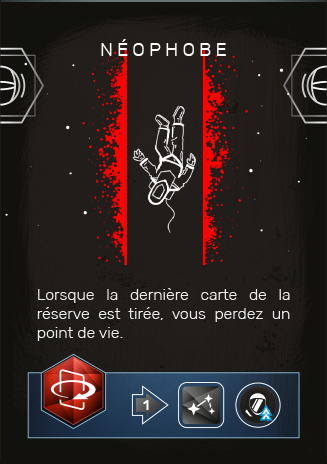 NÉOPHOBE
Lorsque la dernière carte de la
réserve est tirée, vous perdez un
point de vie.
1